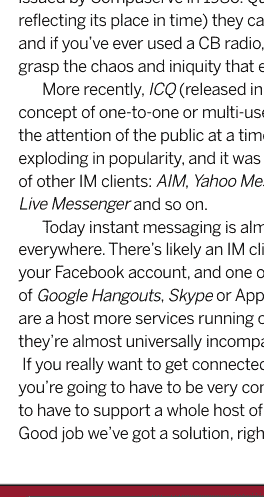 issued by Compuserve in 1980. Qu
reflecting its place in time) they ca
and if you've ever used a CB radio,
grasp the chaos and iniquity that e
More recently, ICQ (released in
concept of one-to-one or multi-use
the attention of the public at a time
exploding in popularity, and it was
of other IM clients: AIM, Yahoo Mes
Live Messenger and so on.
Today instant messaging is alm
everywhere. There's likely an IM cli
your Facebook account, and one o
of Google Hangouts, Skype or App
are a host more services running o
they're almost universally incompa
If you really want to get connected
you're going to have to be very con
to have to support a whole host of
Good job we've got a solution, righ